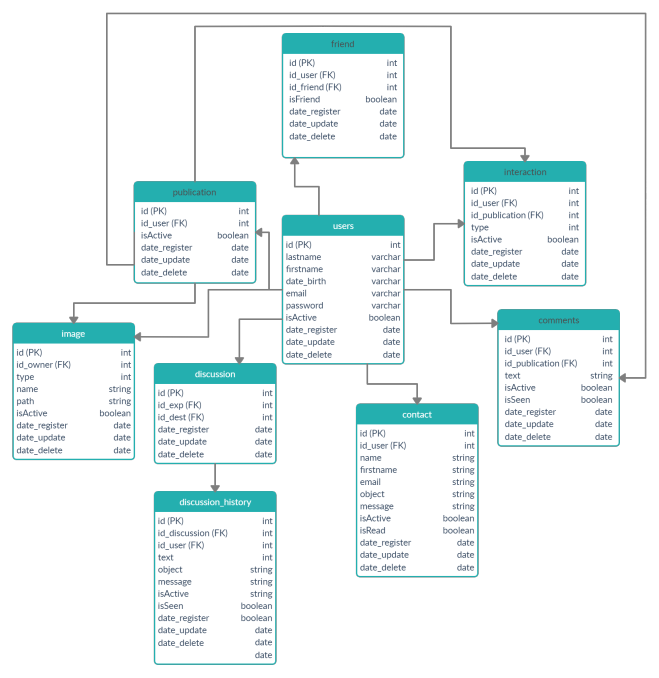 friend
id (PK) int
id_user (FK) int
id_friend (FK) int
isFriend boolean
date_register date
date_update date
date_delete date
publication
id (PK) int
id_user (FK) int
isActive boolean
date_register date
date_update date
date_delete date
interaction
id (PK) int
id_user (FK) int
id_publication (FK) int
type int
isActive boolean
date_register date
date_update date
date_delete date
users
id (PK) int
lastname varchar
firstname varchar
date_birth varchar
email varchar
password varchar
isActive boolean
date_register date
date_update date
date_delete date
image
id (PK) int
id_owner (FK) int
type int
name string
path string
isActive boolean
date_register date
date_update date
date_delete date
comments
id (PK) int
id_user (FK) int
id_publication (FK) int
text string
isActive boolean
isSeen boolean
date_register date
date_update date
date_delete date
discussion
id (PK) int
id_exp (FK) int
id_dest (FK) int
date_register date
date_update date
date_delete date
contact
id (PK) int
id_user (FK) int
name string
firstname string
email string
object string
message string
isActive boolean
isRead boolean
date_register date
date_update date
date_delete date
discussion_history
id (PK) int
id_discussion (FK) int
id_user (FK) int
text int
object string
message string
isActive string
isSeen boolean
date_register boolean
date_update date
date_delete date
date